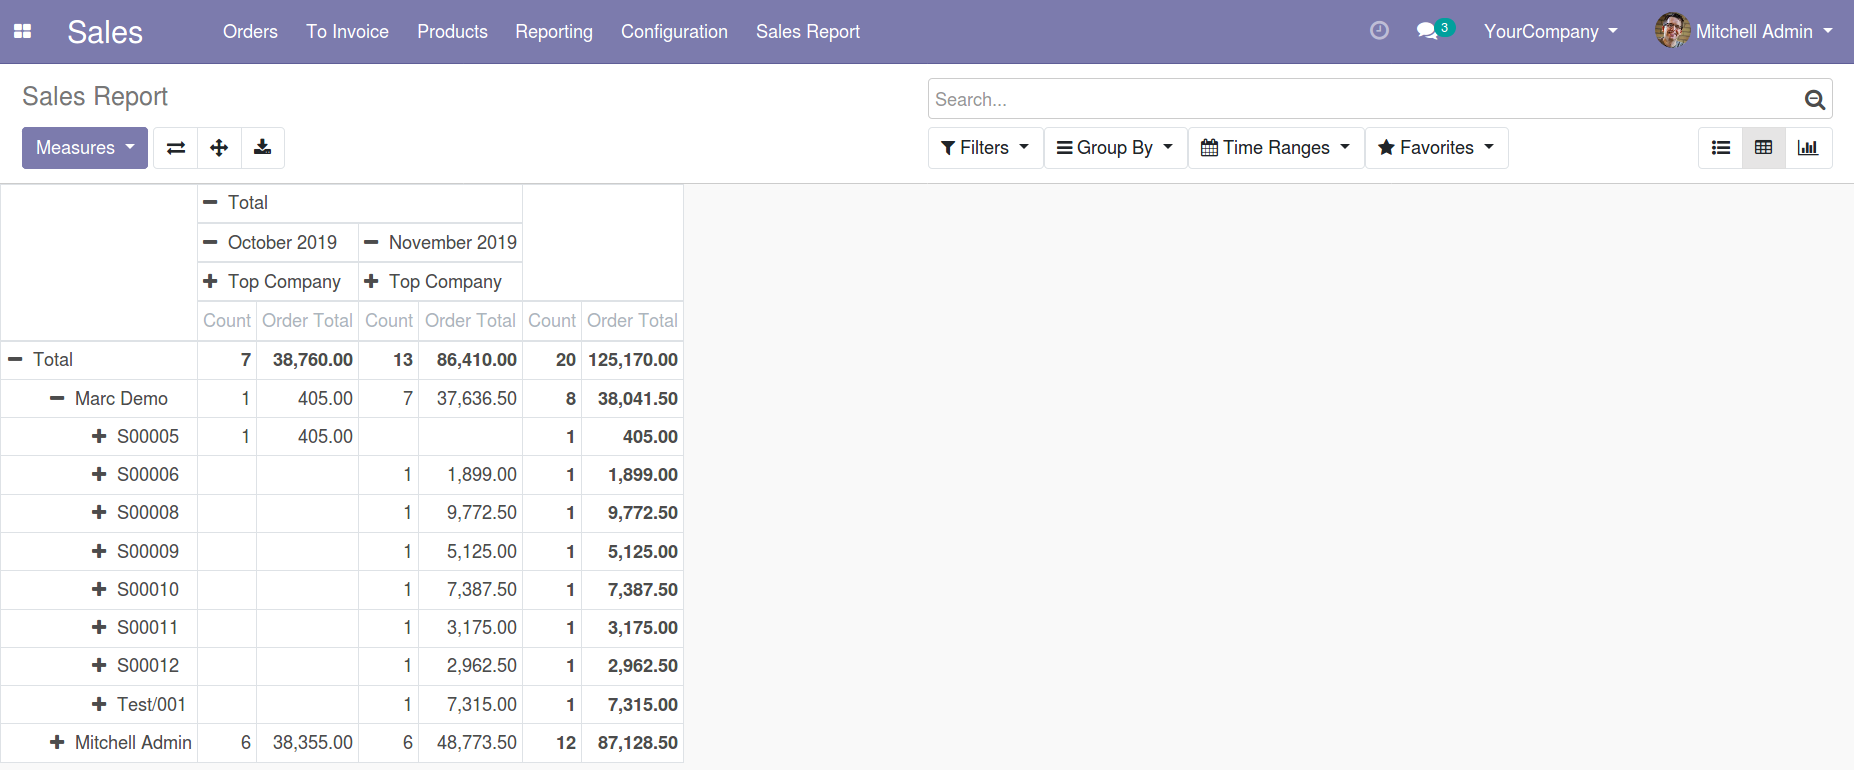 Sales Orders To Invoice Products Reporting Configuration Sales Report 3 YourCompany Mitchell Admin
Sales Report
Search...
Measures Filters Group By Time Ranges Favorites
Total
October 2019 November 2019
Top Company Top Company
Count Order Total Count Order Total Count Order Total
Total 7 38,760.00 13 86,410.00 20 125,170.00
Marc Demo 1 405.00 7 37,636.50 8 38,041.50
S00005 1 405.00 1 405.00
S00006 1 1,899.00 1 1,899.00
S00008 1 9,772.50 1 9,772.50
S00009 1 5,125.00 1 5,125.00
S00010 1 7,387.50 1 7,387.50
S00011 1 3,175.00 1 3,175.00
S00012 1 2,962.50 1 2,962.50
Test/001 1 7,315.00 1 7,315.00
Mitchell Admin 6 38,355.00 6 48,773.50 12 87,128.50